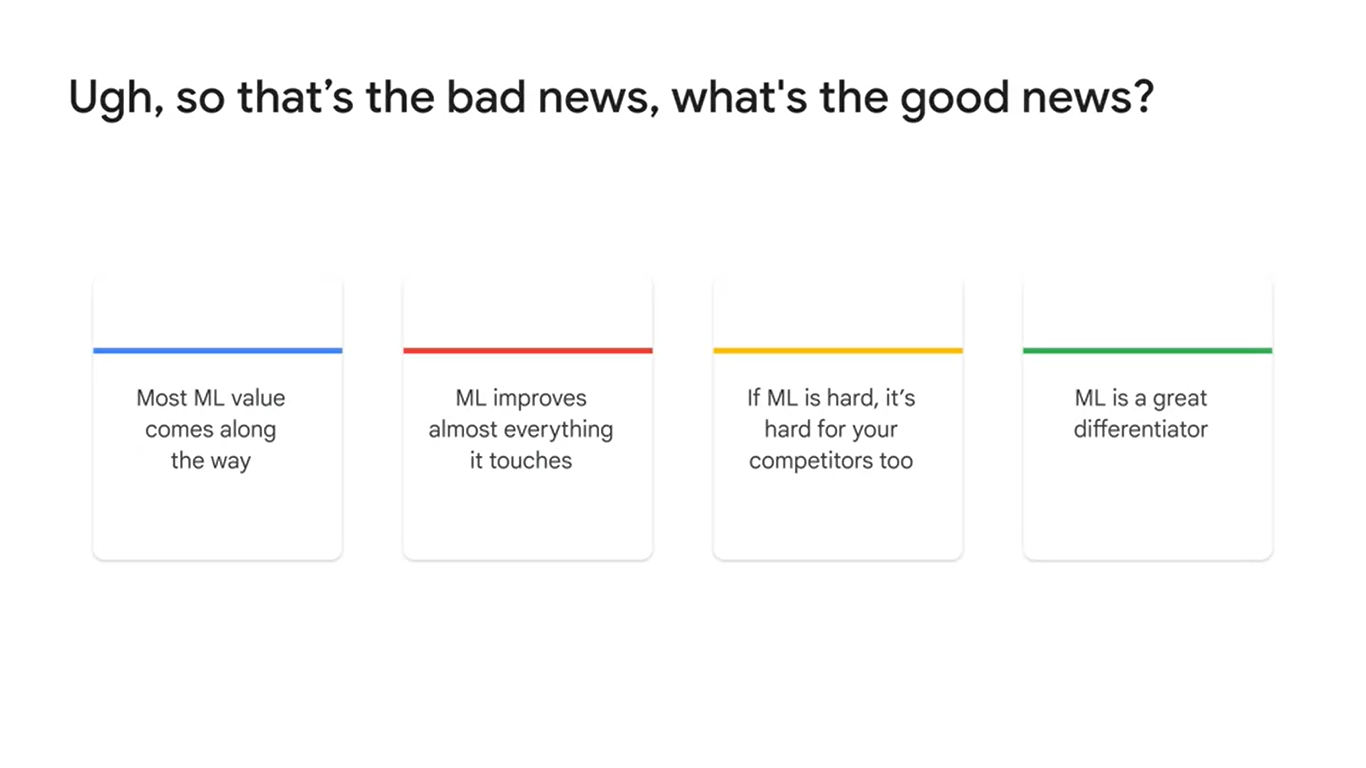 Ugh, so that’s the bad news, what's the good news?
Most ML value
comes along
the way
ML improves
almost everything
it touches
If ML is hard, it’s
hard for your
competitors too
ML is a great
differentiator